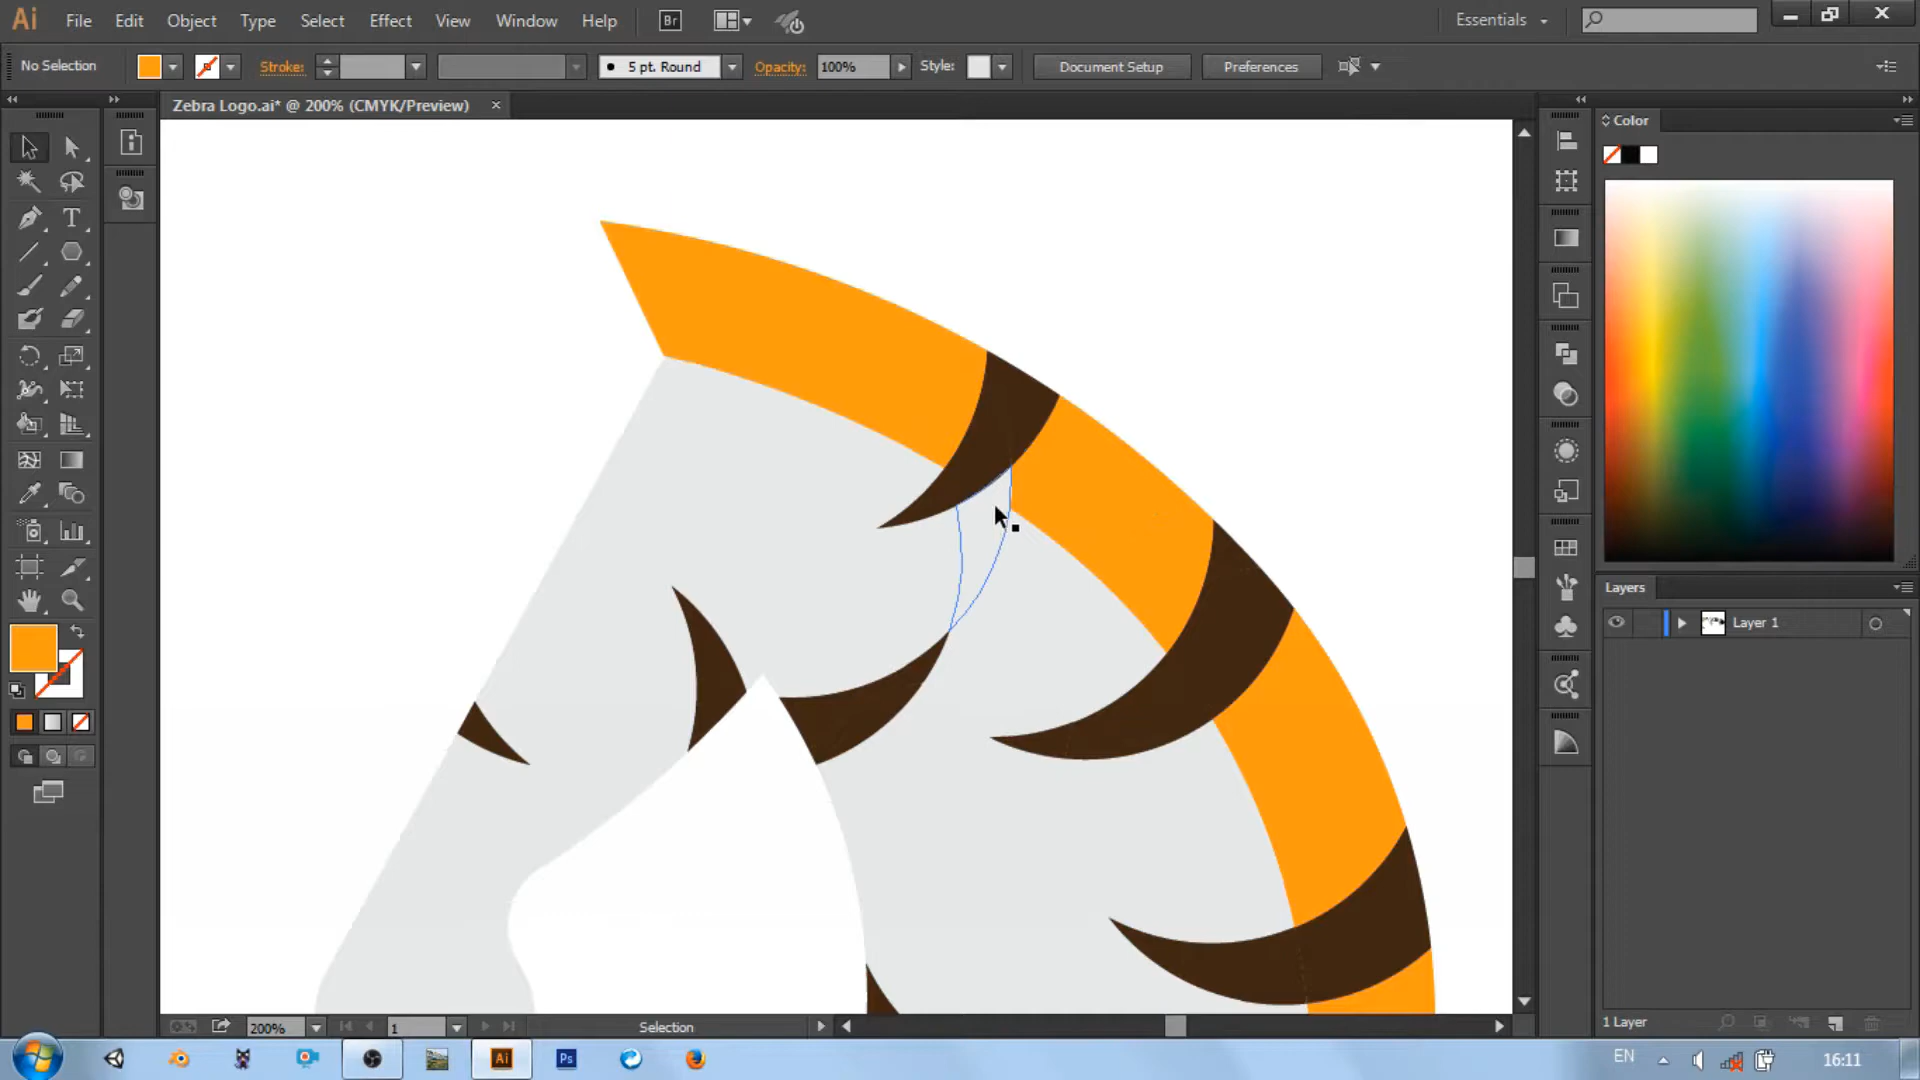 Ai File Edit Object Type Select Effect View Window Help Br Essentials
No Selection Stroke: 5 pt. Round Opacity: 100% Style: Document Setup Preferences
Zebra Logo.ai* @ 200% (CMYK/Preview) ×
Color
T
Layers
Layer 1
200% 1 Selection
1 Layer
Ai Ps EN 16:11